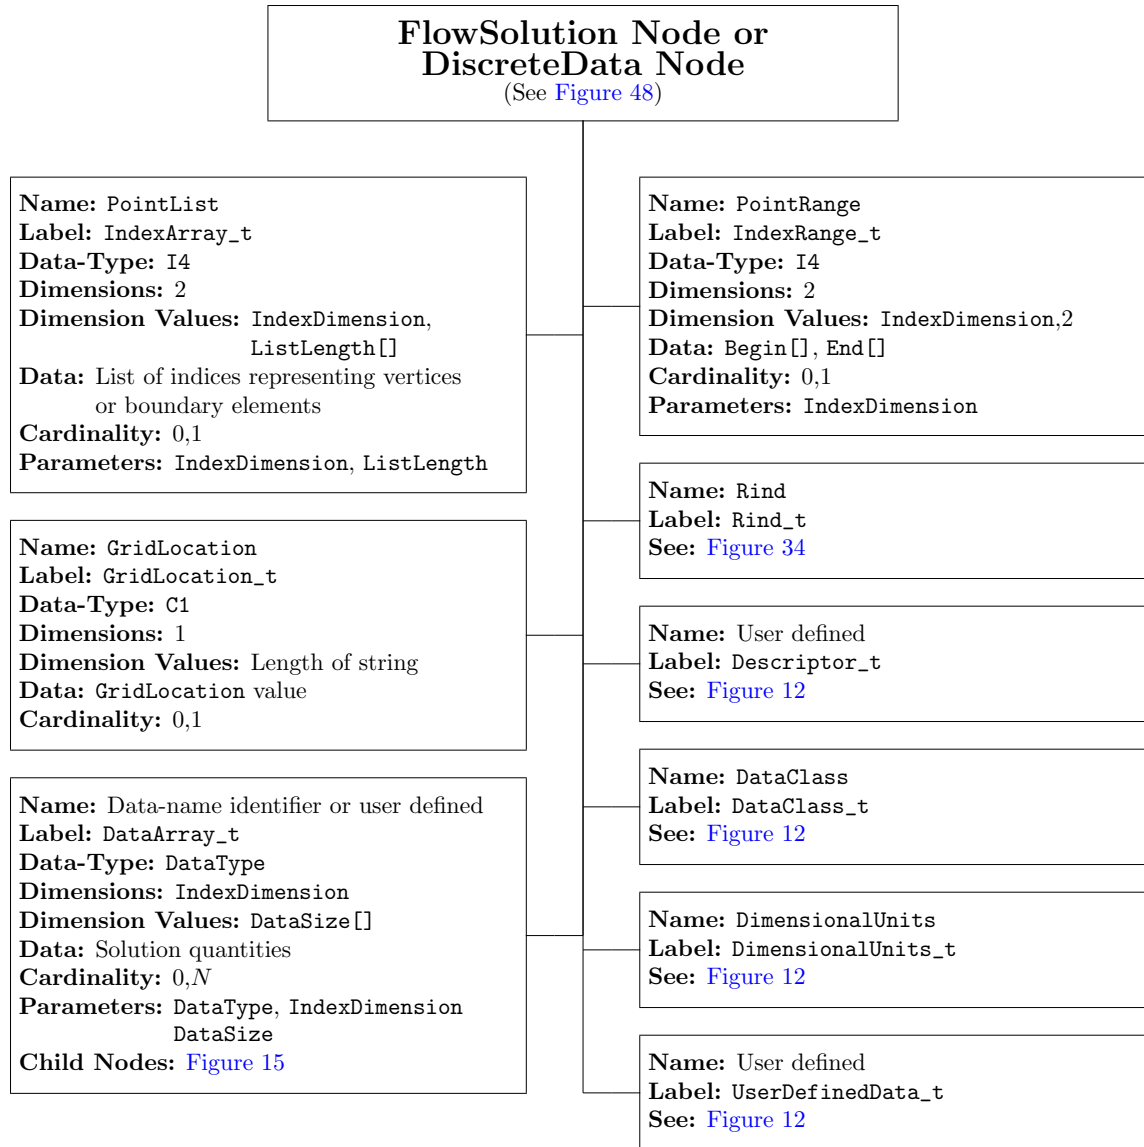 FlowSolution Node or
DiscreteData Node
(See Figure 48)
Name: PointList
Label: IndexArray_t
Data-Type: I4
Dimensions: 2
Dimension Values: IndexDimension,
ListLength[]
Data: List of indices representing vertices
or boundary elements
Cardinality: 0,1
Parameters: IndexDimension, ListLength
Name: GridLocation
Label: GridLocation_t
Data-Type: C1
Dimensions: 1
Dimension Values: Length of string
Data: GridLocation value
Cardinality: 0,1
Name: Data-name identifier or user defined
Label: DataArray_t
Data-Type: DataType
Dimensions: IndexDimension
Dimension Values: DataSize[]
Data: Solution quantities
Cardinality: 0,N
Parameters: DataType, IndexDimension
DataSize
Child Nodes: Figure 15
Name: PointRange
Label: IndexRange_t
Data-Type: I4
Dimensions: 2
Dimension Values: IndexDimension,2
Data: Begin[], End[]
Cardinality: 0,1
Parameters: IndexDimension
Name: Rind
Label: Rind_t
See: Figure 34
Name: User defined
Label: Descriptor_t
See: Figure 12
Name: DataClass
Label: DataClass_t
See: Figure 12
Name: DimensionalUnits
Label: DimensionalUnits_t
See: Figure 12
Name: User defined
Label: UserDefinedData_t
See: Figure 12